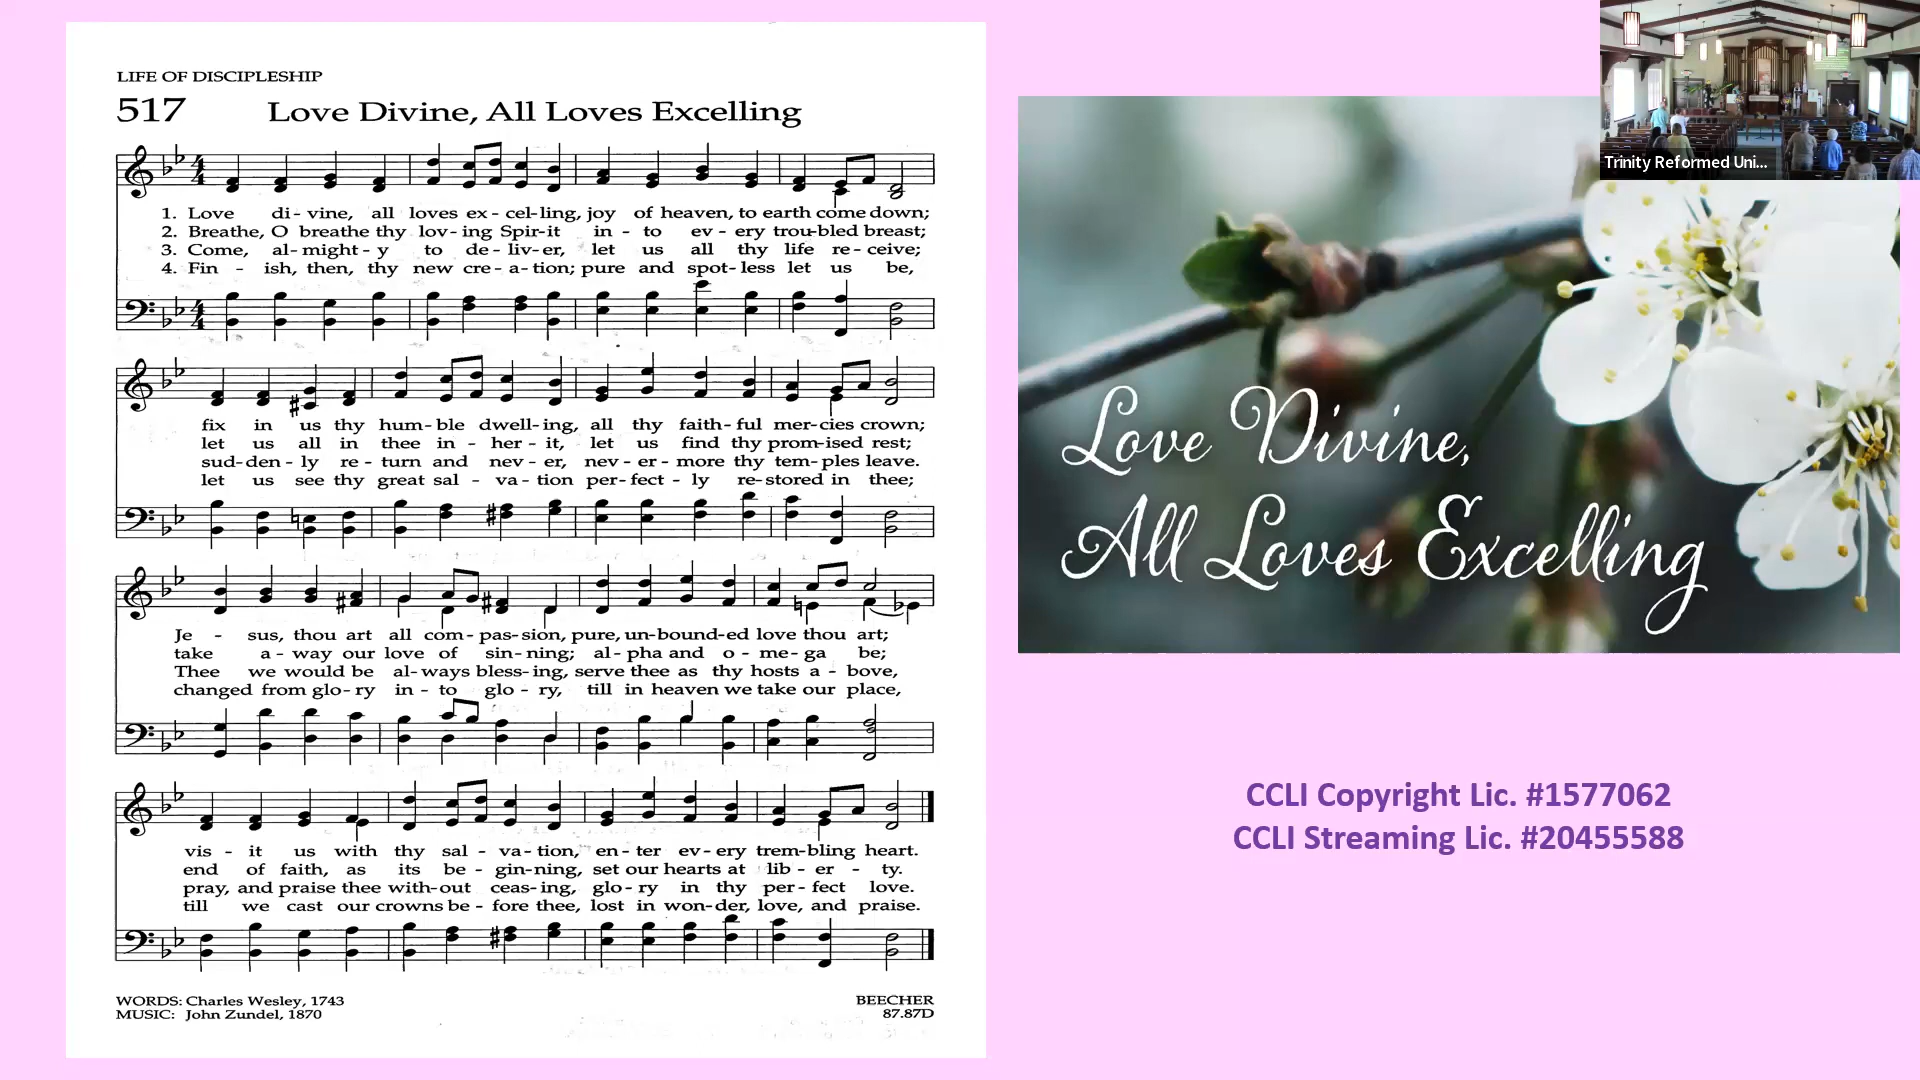 LIFE OF DISCIPLESHIP
517 Love Divine, All Loves Excelling
1. Love di - vine, all loves ex - cel - ling, joy of heaven, to earth come down;
2. Breathe, O breathe thy lov - ing Spir - it in - to ev - ery trou - bled breast;
3. Come, al - might - y to de - liv - er, let us all thy life re - ceive;
4. Fin - ish, then, thy new cre - a - tion; pure and spot - less let us be,
fix in us thy hum - ble dwell - ing, all thy faith - ful mer - cies crown;
let us all in thee in - her - it, let us find thy prom - ised rest;
sud - den - ly re - turn and nev - er, nev - er - more thy tem - ples leave.
let us see thy great sal - va - tion per - fect - ly re - stored in thee;
Je - sus, thou art all com - pas - sion, pure, un - bound - ed love thou art;
take a - way our love of sin - ning; al - pha and o - me - ga be;
Thee we would be al - ways bless - ing, serve thee as thy hosts a - bove,
changed from glo - ry in - to glo - ry, till in heaven we take our place,
vis - it us with thy sal - va - tion, en - ter ev - ery trem - bling heart.
end of faith, as its be - gin - ning, set our hearts at lib - er - ty.
pray, and praise thee with - out ceas - ing, glo - ry in thy per - fect love.
till we cast our crowns be - fore thee, lost in won - der, love, and praise.
WORDS: Charles Wesley, 1743
MUSIC: John Zundel, 1870
BEECHER
87.87D
Trinity Reformed Uni...
Love Divine,
All Loves Excelling
CCLI Copyright Lic. #1577062
CCLI Streaming Lic. #20455588